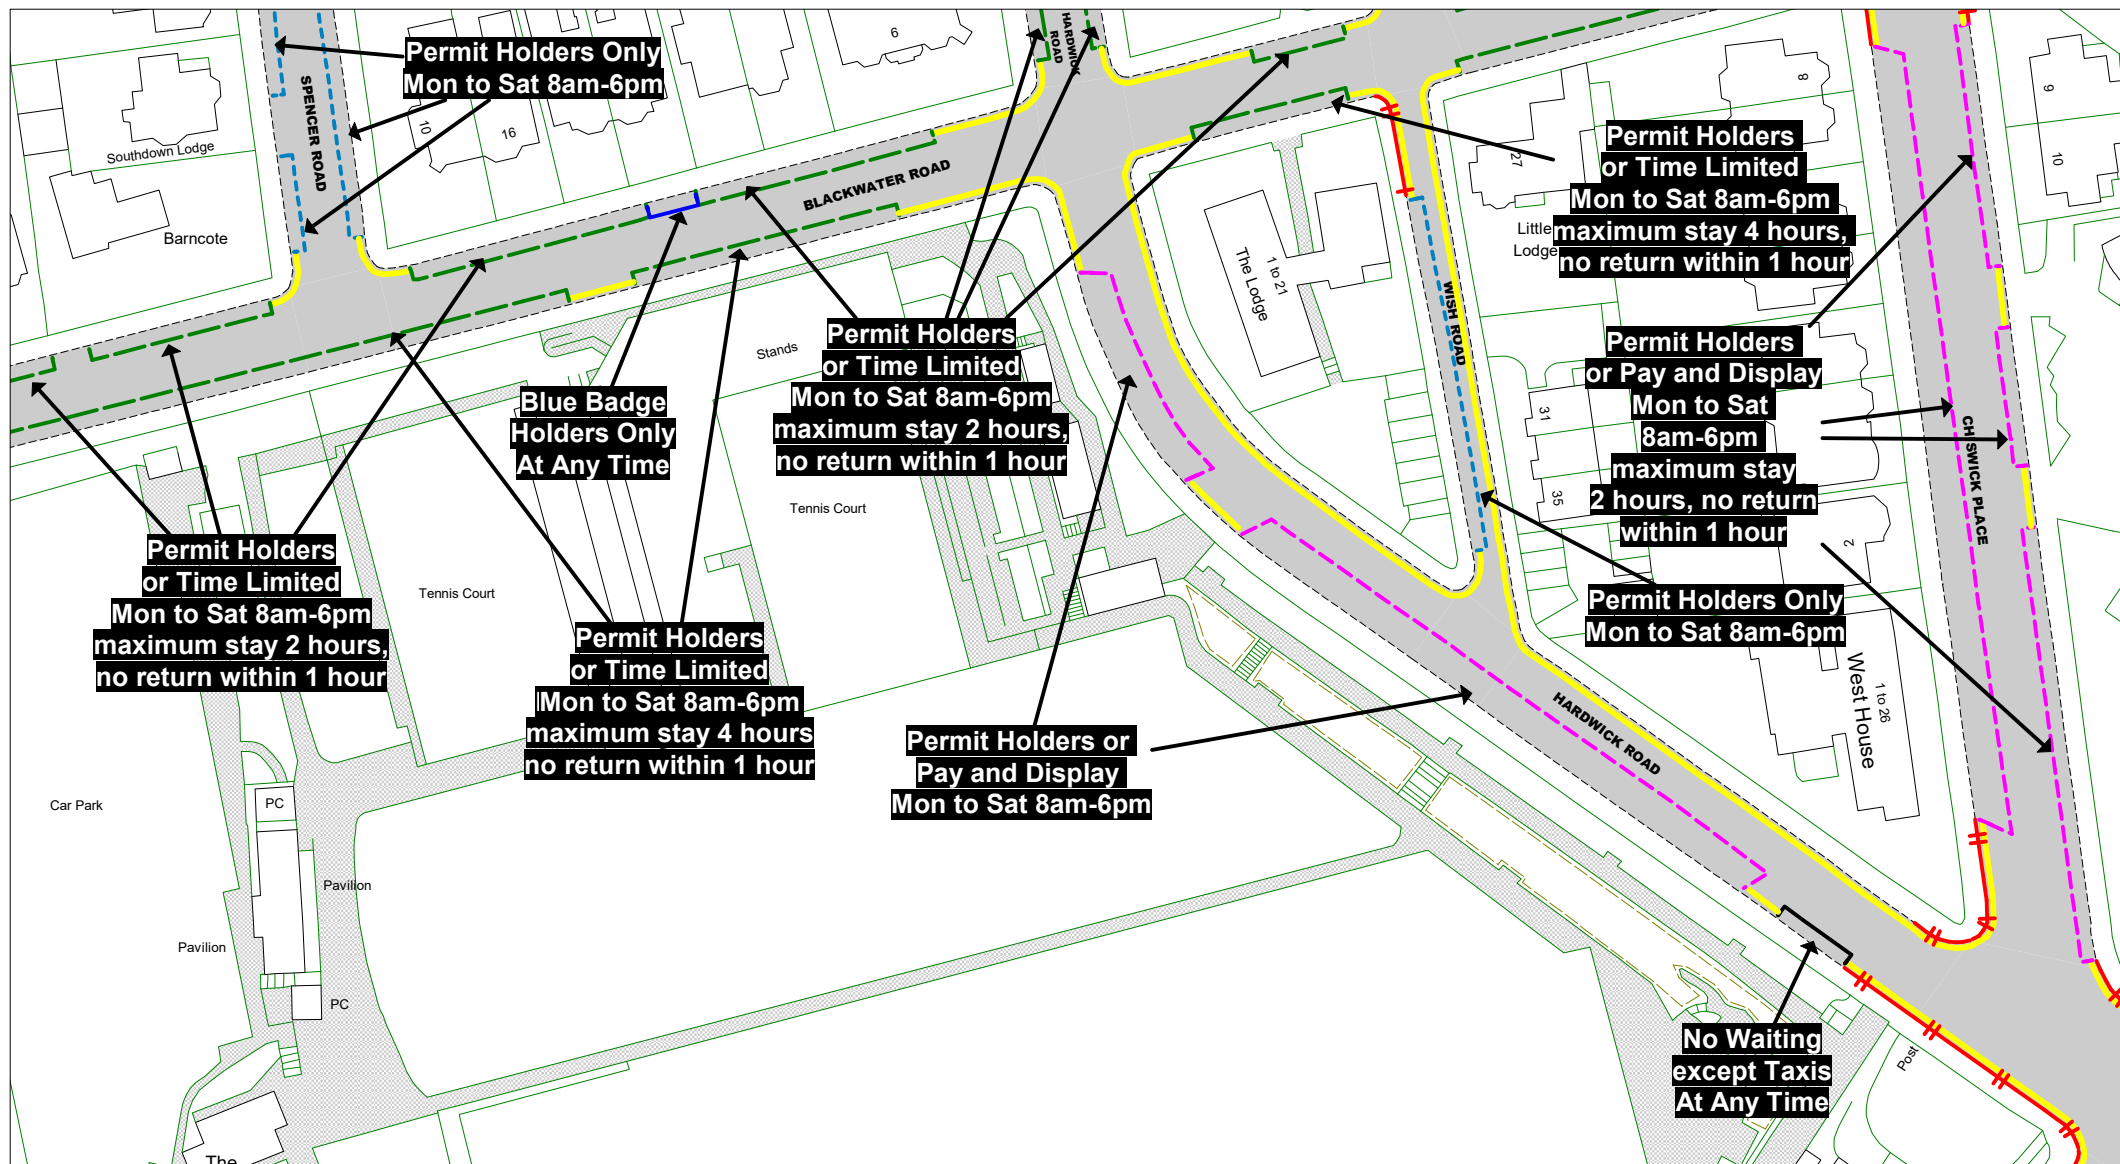 Permit Holders Only
Mon to Sat 8am-6pm
SPENCER ROAD
HARDWICK
ROAD
6
10
16
Southdown Lodge
Barncote
BLACKWATER ROAD
Permit Holders
or Time Limited
Mon to Sat 8am-6pm
maximum stay 4 hours,
no return within 1 hour
8
9
10
27
Little
Lodge
The Lodge
1 to 21
WISH ROAD
Permit Holders
or Pay and Display
Mon to Sat
8am-6pm
maximum stay
2 hours, no return
within 1 hour
CHISWICK PLACE
31
35
2
Stands
Permit Holders
or Time Limited
Mon to Sat 8am-6pm
maximum stay 2 hours,
no return within 1 hour
Blue Badge
Holders Only
At Any Time
Tennis Court
Permit Holders
or Time Limited
Mon to Sat 8am-6pm
maximum stay 2 hours,
no return within 1 hour
Tennis Court
Permit Holders
or Time Limited
Mon to Sat 8am-6pm
maximum stay 4 hours
no return within 1 hour
Permit Holders Only
Mon to Sat 8am-6pm
1 to 26
West House
HARDWICK ROAD
Permit Holders or
Pay and Display
Mon to Sat 8am-6pm
Car Park
PC
Pavilion
Pavilion
PC
No Waiting
except Taxis
At Any Time
Post
The